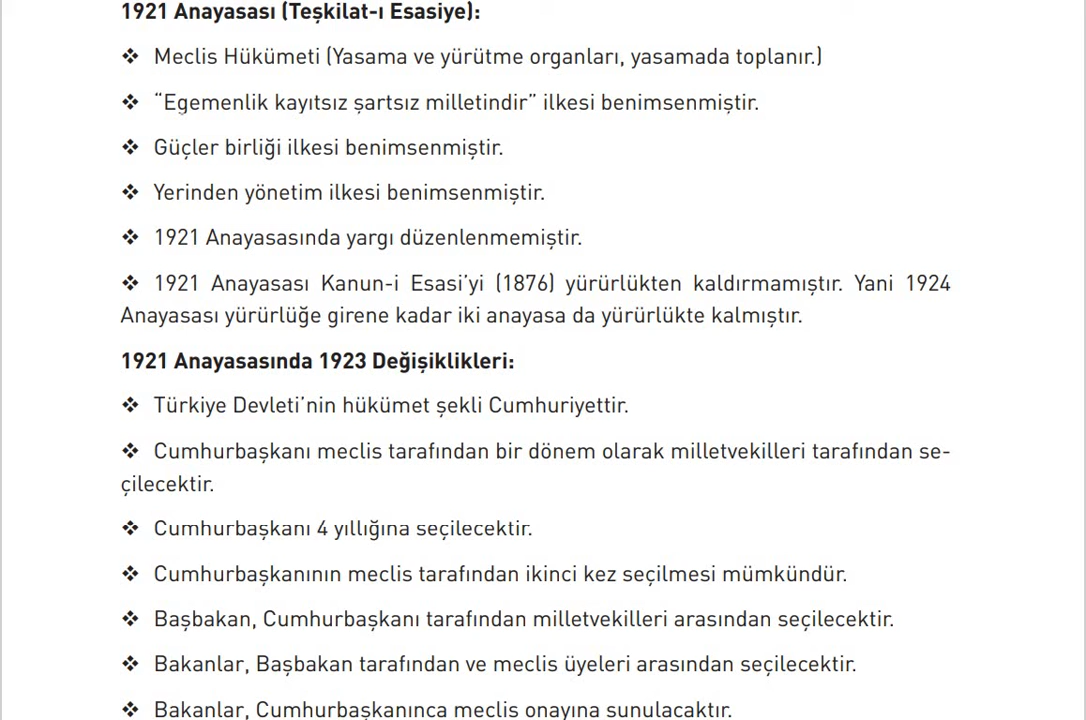 1921 Anayasası (Teşkilat-ı Esasiye):
❖ Meclis Hükümeti (Yasama ve yürütme organları, yasamada toplanır.)
❖ “Egemenlik kayıtsız şartsız milletindir” ilkesi benimsenmiştir.
❖ Güçler birliği ilkesi benimsenmiştir.
❖ Yerinden yönetim ilkesi benimsenmiştir.
❖ 1921 Anayasasında yargı düzenlenmemiştir.
❖ 1921 Anayasası Kanun-i Esasi’yi (1876) yürürlükten kaldırmamıştır. Yani 1924
Anayasası yürürlüğe girene kadar iki anayasa da yürürlükte kalmıştır.
1921 Anayasasında 1923 Değişiklikleri:
❖ Türkiye Devleti’nin hükümet şekli Cumhuriyettir.
❖ Cumhurbaşkanı meclis tarafından bir dönem olarak milletvekilleri tarafından se-
çilecektir.
❖ Cumhurbaşkanı 4 yıllığına seçilecektir.
❖ Cumhurbaşkanının meclis tarafından ikinci kez seçilmesi mümkündür.
❖ Başbakan, Cumhurbaşkanı tarafından milletvekilleri arasından seçilecektir.
❖ Bakanlar, Başbakan tarafından ve meclis üyeleri arasından seçilecektir.
❖ Bakanlar, Cumhurbaşkanınca meclis onayına sunulacaktır.